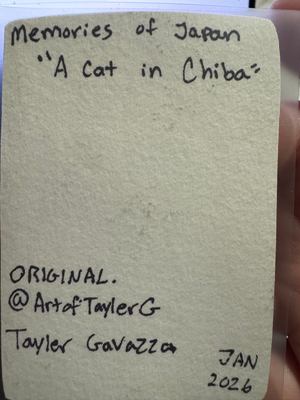 Memories of Japan
"A Cat in Chiba"
ORIGINAL.
@ArtofTaylerG
Tayler Gavazza
JAN
2026